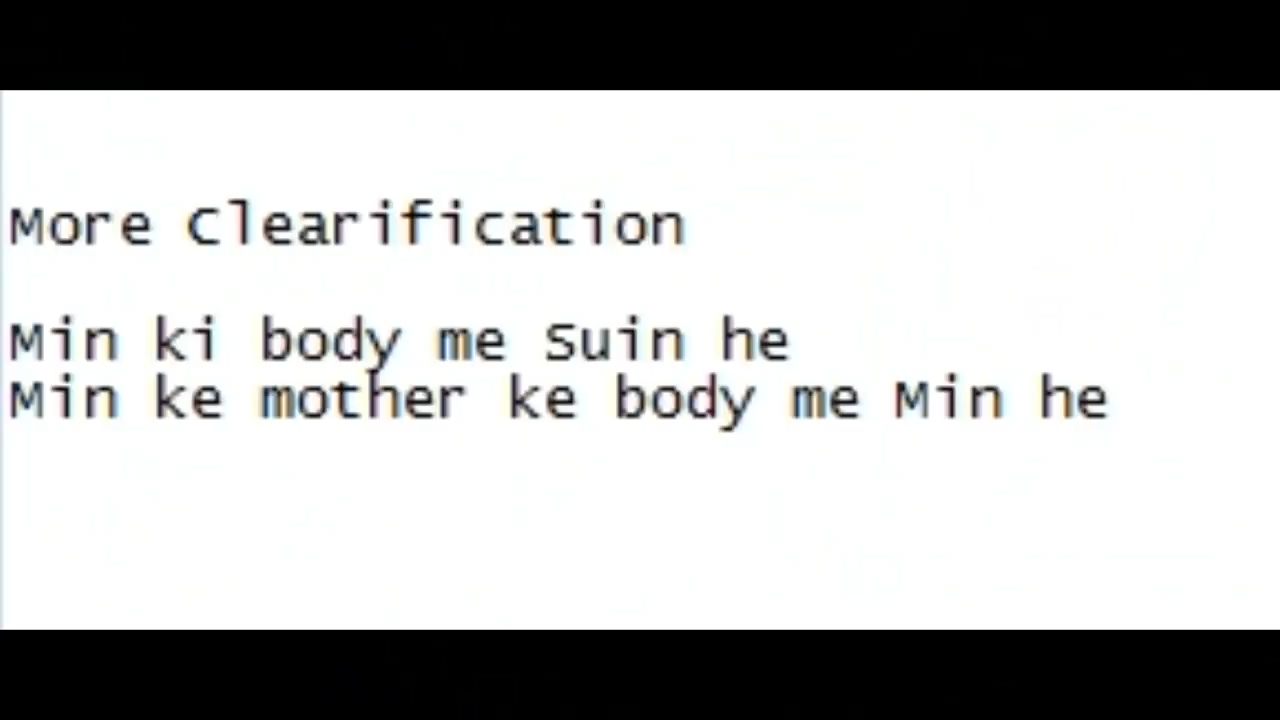 More Clearification
Min ki body me Suin he
Min ke mother ke body me Min he